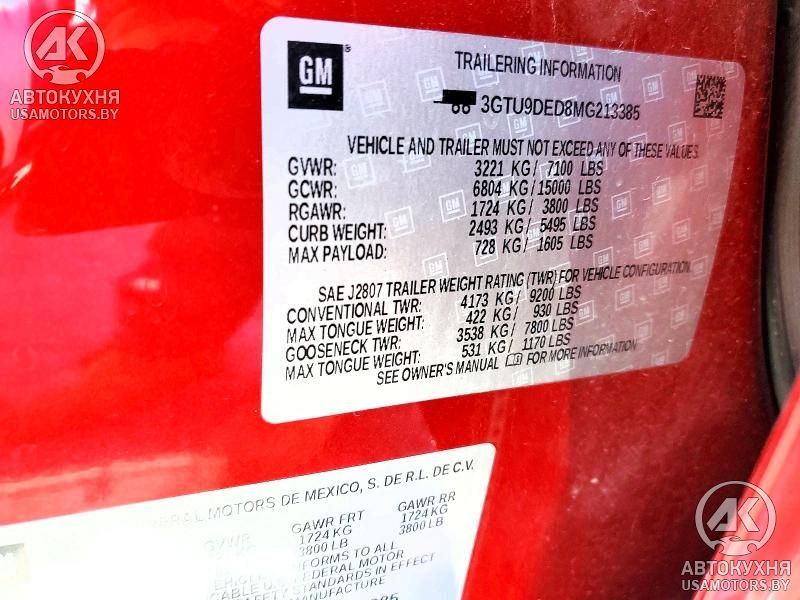 АК
АВТОКУХНЯ
USAMOTORS.BY
GM
TRAILERING INFORMATION
3GTU9DED8MG213385
VEHICLE AND TRAILER MUST NOT EXCEED ANY OF THESE VALUES.
GVWR: 3221 KG/ 7100 LBS
GCWR: 6804 KG/15000 LBS
RGAWR: 1724 KG/ 3800 LBS
CURB WEIGHT: 2493 KG/ 5495 LBS
MAX PAYLOAD: 728 KG/ 1605 LBS
SAE J2807 TRAILER WEIGHT RATING (TWR) FOR VEHICLE CONFIGURATION.
CONVENTIONAL TWR: 4173 KG/ 9200 LBS
MAX TONGUE WEIGHT: 422 KG/ 930 LBS
GOOSENECK TWR: 3538 KG/ 7800 LBS
MAX TONGUE WEIGHT: 531 KG/ 1170 LBS
SEE OWNER'S MANUAL FOR MORE INFORMATION
MOTORS DE MEXICO, S. DE R.L. DE C.V.
GVWR GAWR FRT GAWR RR
1724 KG 1724 KG
3800 LB 3800 LB
TO ALL
U.S. FEDERAL MOTOR
SAFETY STANDARDS IN EFFECT
MANUFACTURE
АК
АВТОКУХНЯ
USAMOTORS.BY